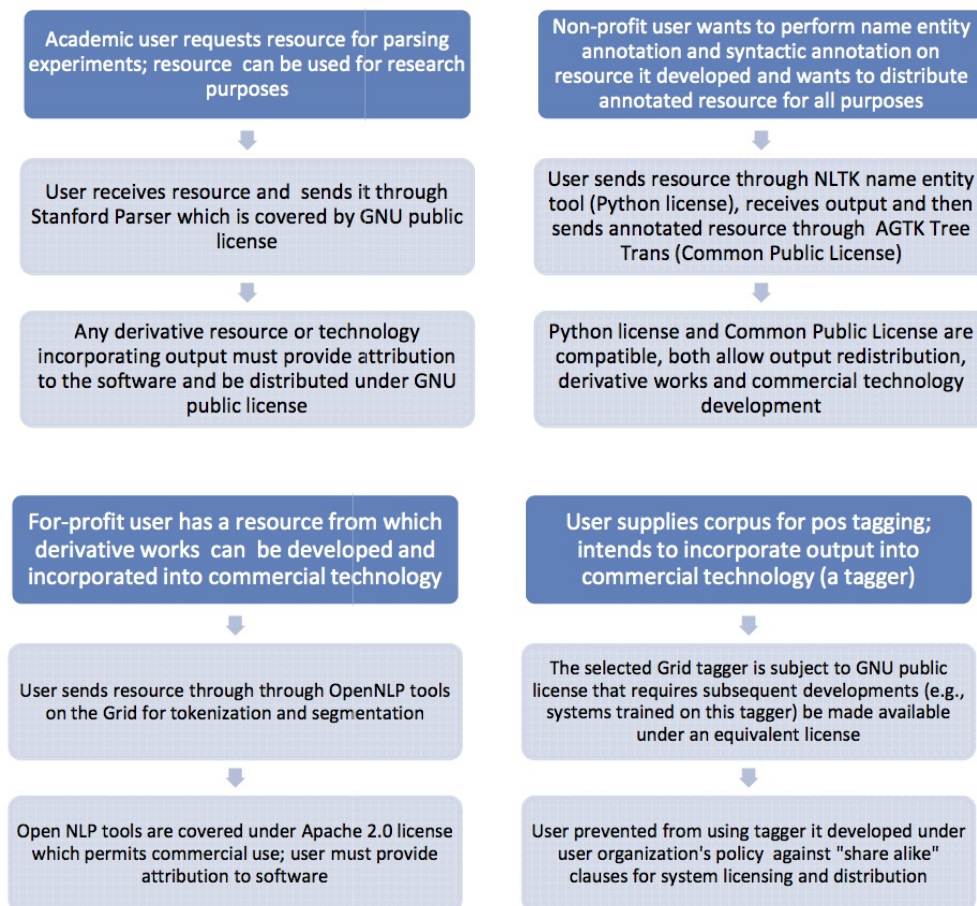 Academic user requests resource for parsing
experiments; resource can be used for research
purposes
User receives resource and sends it through
Stanford Parser which is covered by GNU public
license
Any derivative resource or technology
incorporating output must provide attribution
to the software and be distributed under GNU
public license
Non-profit user wants to perform name entity
annotation and syntactic annotation on
resource it developed and wants to distribute
annotated resource for all purposes
User sends resource through NLTK name entity
tool (Python license), receives output and then
sends annotated resource through AGTK Tree
Trans (Common Public License)
Python license and Common Public License are
compatible, both allow output redistribution,
derivative works and commercial technology
development
For-profit user has a resource from which
derivative works can be developed and
incorporated into commercial technology
User sends resource through through OpenNLP tools
on the Grid for tokenization and segmentation
Open NLP tools are covered under Apache 2.0 license
which permits commercial use; user must provide
attribution to software
User supplies corpus for pos tagging;
intends to incorporate output into
commercial technology (a tagger)
The selected Grid tagger is subject to GNU public
license that requires subsequent developments (e.g.,
systems trained on this tagger) be made available
under an equivalent license
User prevented from using tagger it developed under
user organization's policy against "share alike"
clauses for system licensing and distribution